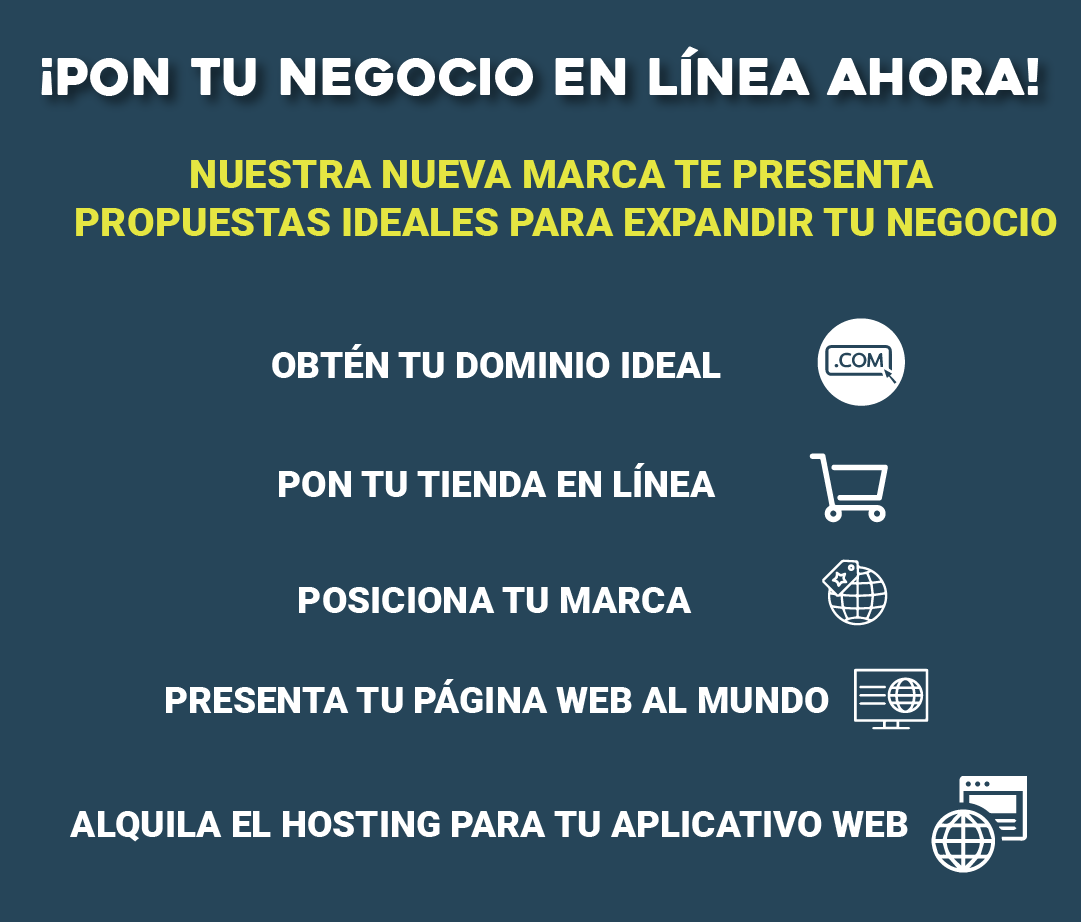 ¡PON TU NEGOCIO EN LÍNEA AHORA!
NUESTRA NUEVA MARCA TE PRESENTA
PROPUESTAS IDEALES PARA EXPANDIR TU NEGOCIO
OBTÉN TU DOMINIO IDEAL
.COM
PON TU TIENDA EN LÍNEA
POSICIONA TU MARCA
PRESENTA TU PÁGINA WEB AL MUNDO
ALQUILA EL HOSTING PARA TU APLICATIVO WEB